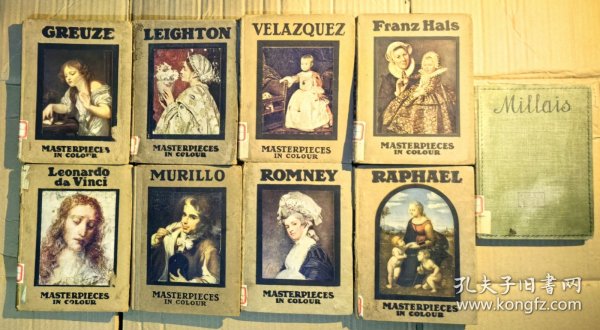 GREUZE
MASTERPIECES
IN COLOUR
LEIGHTON
MASTERPIECES
IN COLOUR
VELAZQUEZ
MASTERPIECES
IN COLOUR
Franz Hals
MASTERPIECES
IN COLOUR
Millais
Leonardo
da Vinci
MASTERPIECES
IN COLOUR
MURILLO
MASTERPIECES
IN COLOUR
ROMNEY
MASTERPIECES
IN COLOUR
RAPHAEL
MASTERPIECES
IN COLOUR
孔夫子旧书网
www.kongfz.com